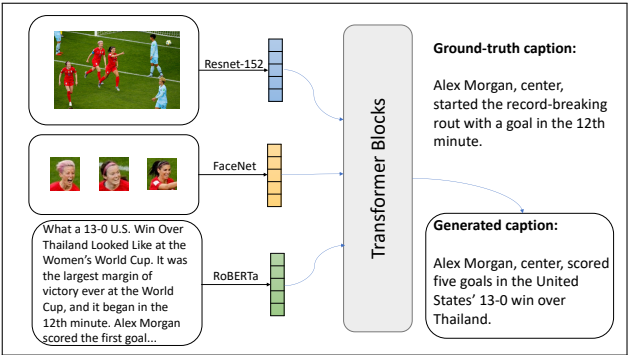 Resnet-152
FaceNet
What a 13-0 U.S. Win Over
Thailand Looked Like at the
Women's World Cup. It was
the largest margin of
victory ever at the World
Cup, and it began in the
12th minute. Alex Morgan
scored the first goal...
RoBERTa
Transformer Blocks
Ground-truth caption:
Alex Morgan, center,
started the record-breaking
rout with a goal in the 12th
minute.
Generated caption:
Alex Morgan, center, scored
five goals in the United
States' 13-0 win over
Thailand.